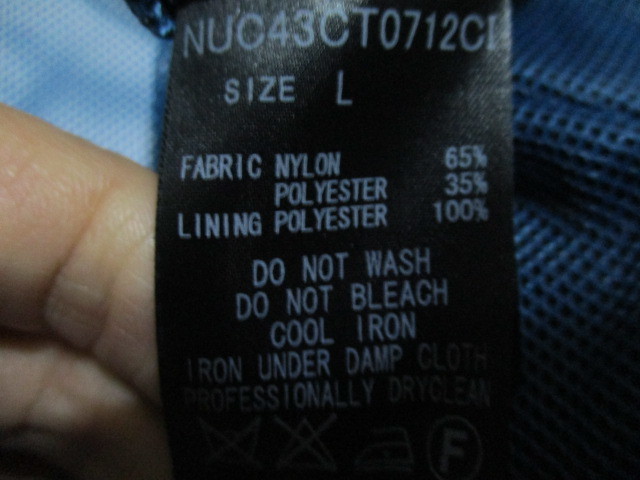 NUC43CT0712CD
SIZE L
FABRIC NYLON 65%
POLYESTER 35%
LINING POLYESTER 100%
DO NOT WASH
DO NOT BLEACH
COOL IRON
IRON UNDER DAMP CLOTH
PROFESSIONALLY DRYCLEAN
F